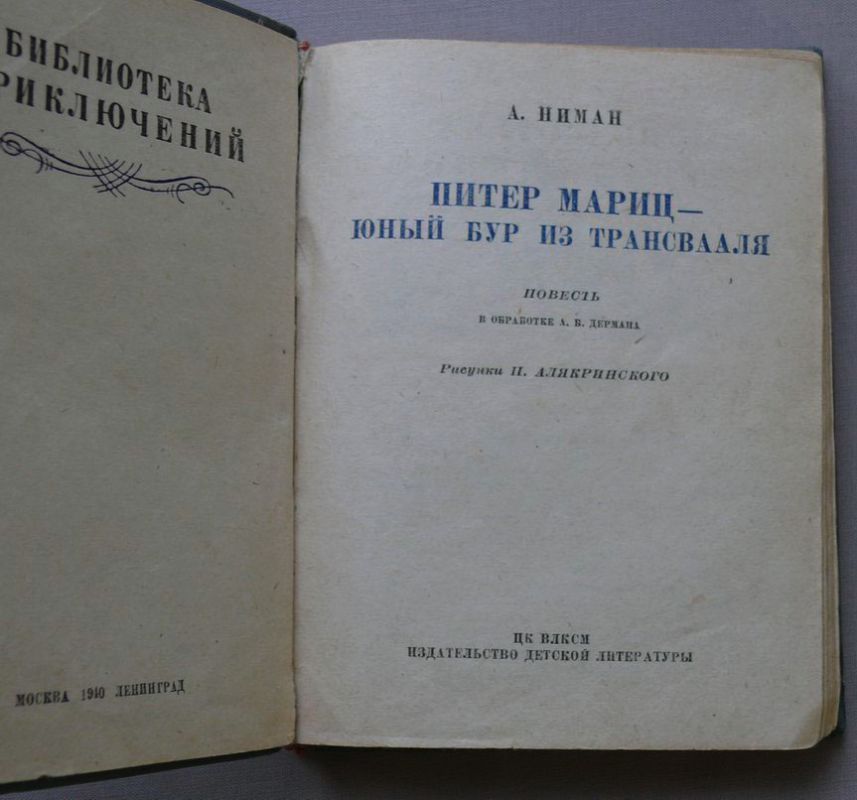 БИБЛИОТЕКА
РИКЛЮЧЕНИЙ
МОСКВА 1940 ЛЕНИНГРАД
А. НИМАН
ПИТЕР МАРИЦ—
ЮНЫЙ БУР ИЗ ТРАНСВААЛЯ
ПОВЕСТЬ
В ОБРАБОТКЕ А. Б. ДЕРМАНА
Рисунки П. АЛЯКРИНСКОГО
ЦК ВЛКСМ
ИЗДАТЕЛЬСТВО ДЕТСКОЙ ЛИТЕРАТУРЫ